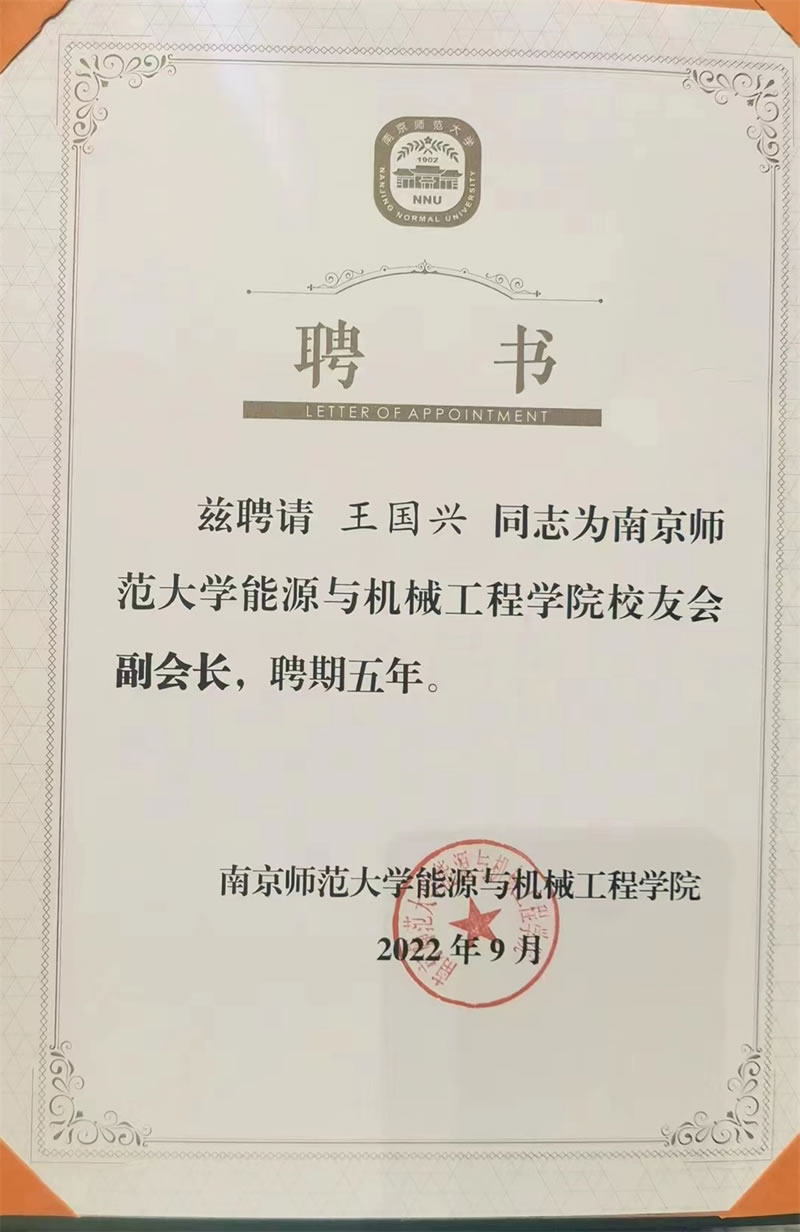 南京师范大学
1902
NNU
NANJING NORMAL UNIVERSITY
聘 书
LETTER OF APPOINTMENT
兹聘请 王国兴 同志为南京师
范大学能源与机械工程学院校友会
副会长，聘期五年。
南京师范大学能源与机械工程学院
2022 年 9 月